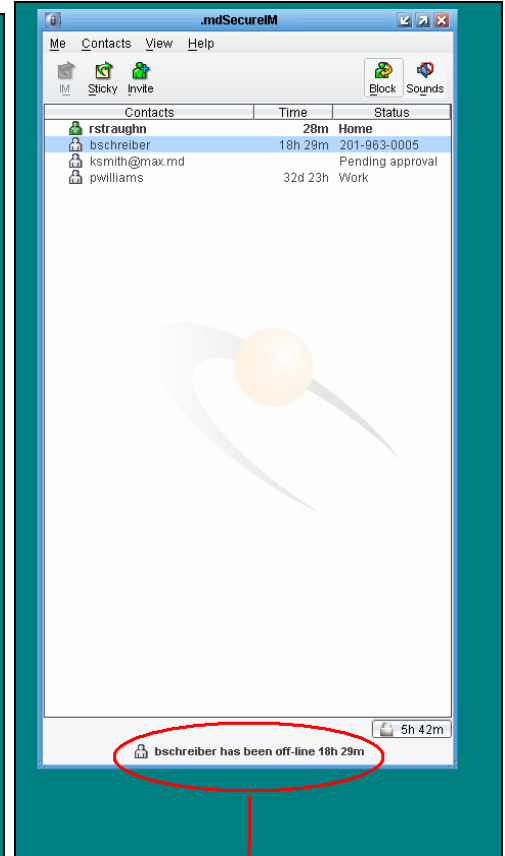 .mdSecureIM
Me Contacts View Help
IM Sticky Invite Block Sounds
Contacts Time Status
rstraughn 28m Home
bschreiber 18h 29m 201-963-0005
ksmith@max.md Pending approval
pwilliams 32d 23h Work
5h 42m
bschreiber has been off-line 18h 29m